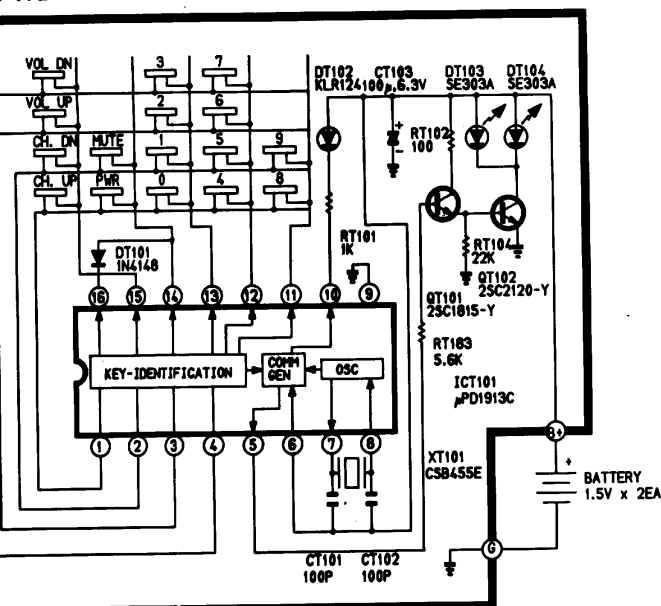 VOL DN 3 7
VOL UP 2 6
CH. DN MUTE 1 5 9
CH. UP PWR 0 4 8
DT102
KLR124
CT103
100μ,6.3V
DT103
SE303A
DT104
SE303A
+
-
RT102
100
DT101
1N4148
RT101
1K
RT104
22K
QT102
2SC2120-Y
QT101
2SC1815-Y
16 15 14 13 12 11 10 9
RT183
5.6K
KEY-IDENTIFICATION
COMM
GEN
OSC
ICT101
μPD1913C
1 2 3 4 5 6 7 8
XT101
CSB455E
B+
+
BATTERY
1.5V x 2EA
G
CT101
100P
CT102
100P